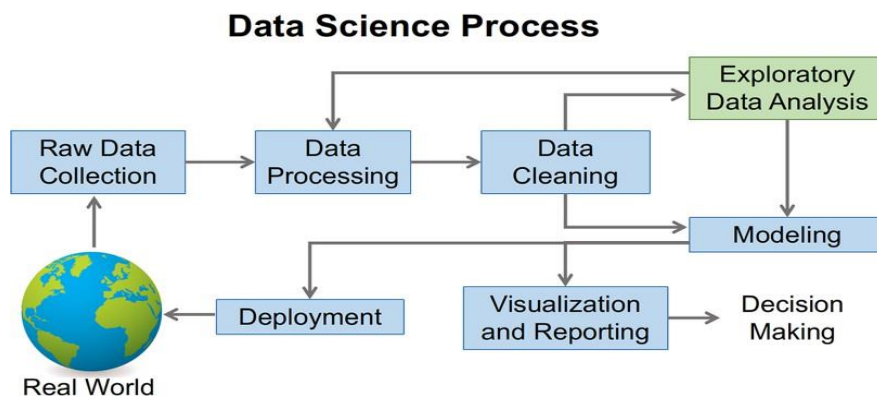 Data Science Process
Exploratory
Data Analysis
Raw Data
Collection
Data
Processing
Data
Cleaning
Modeling
Deployment
Visualization
and Reporting
Decision
Making
Real World